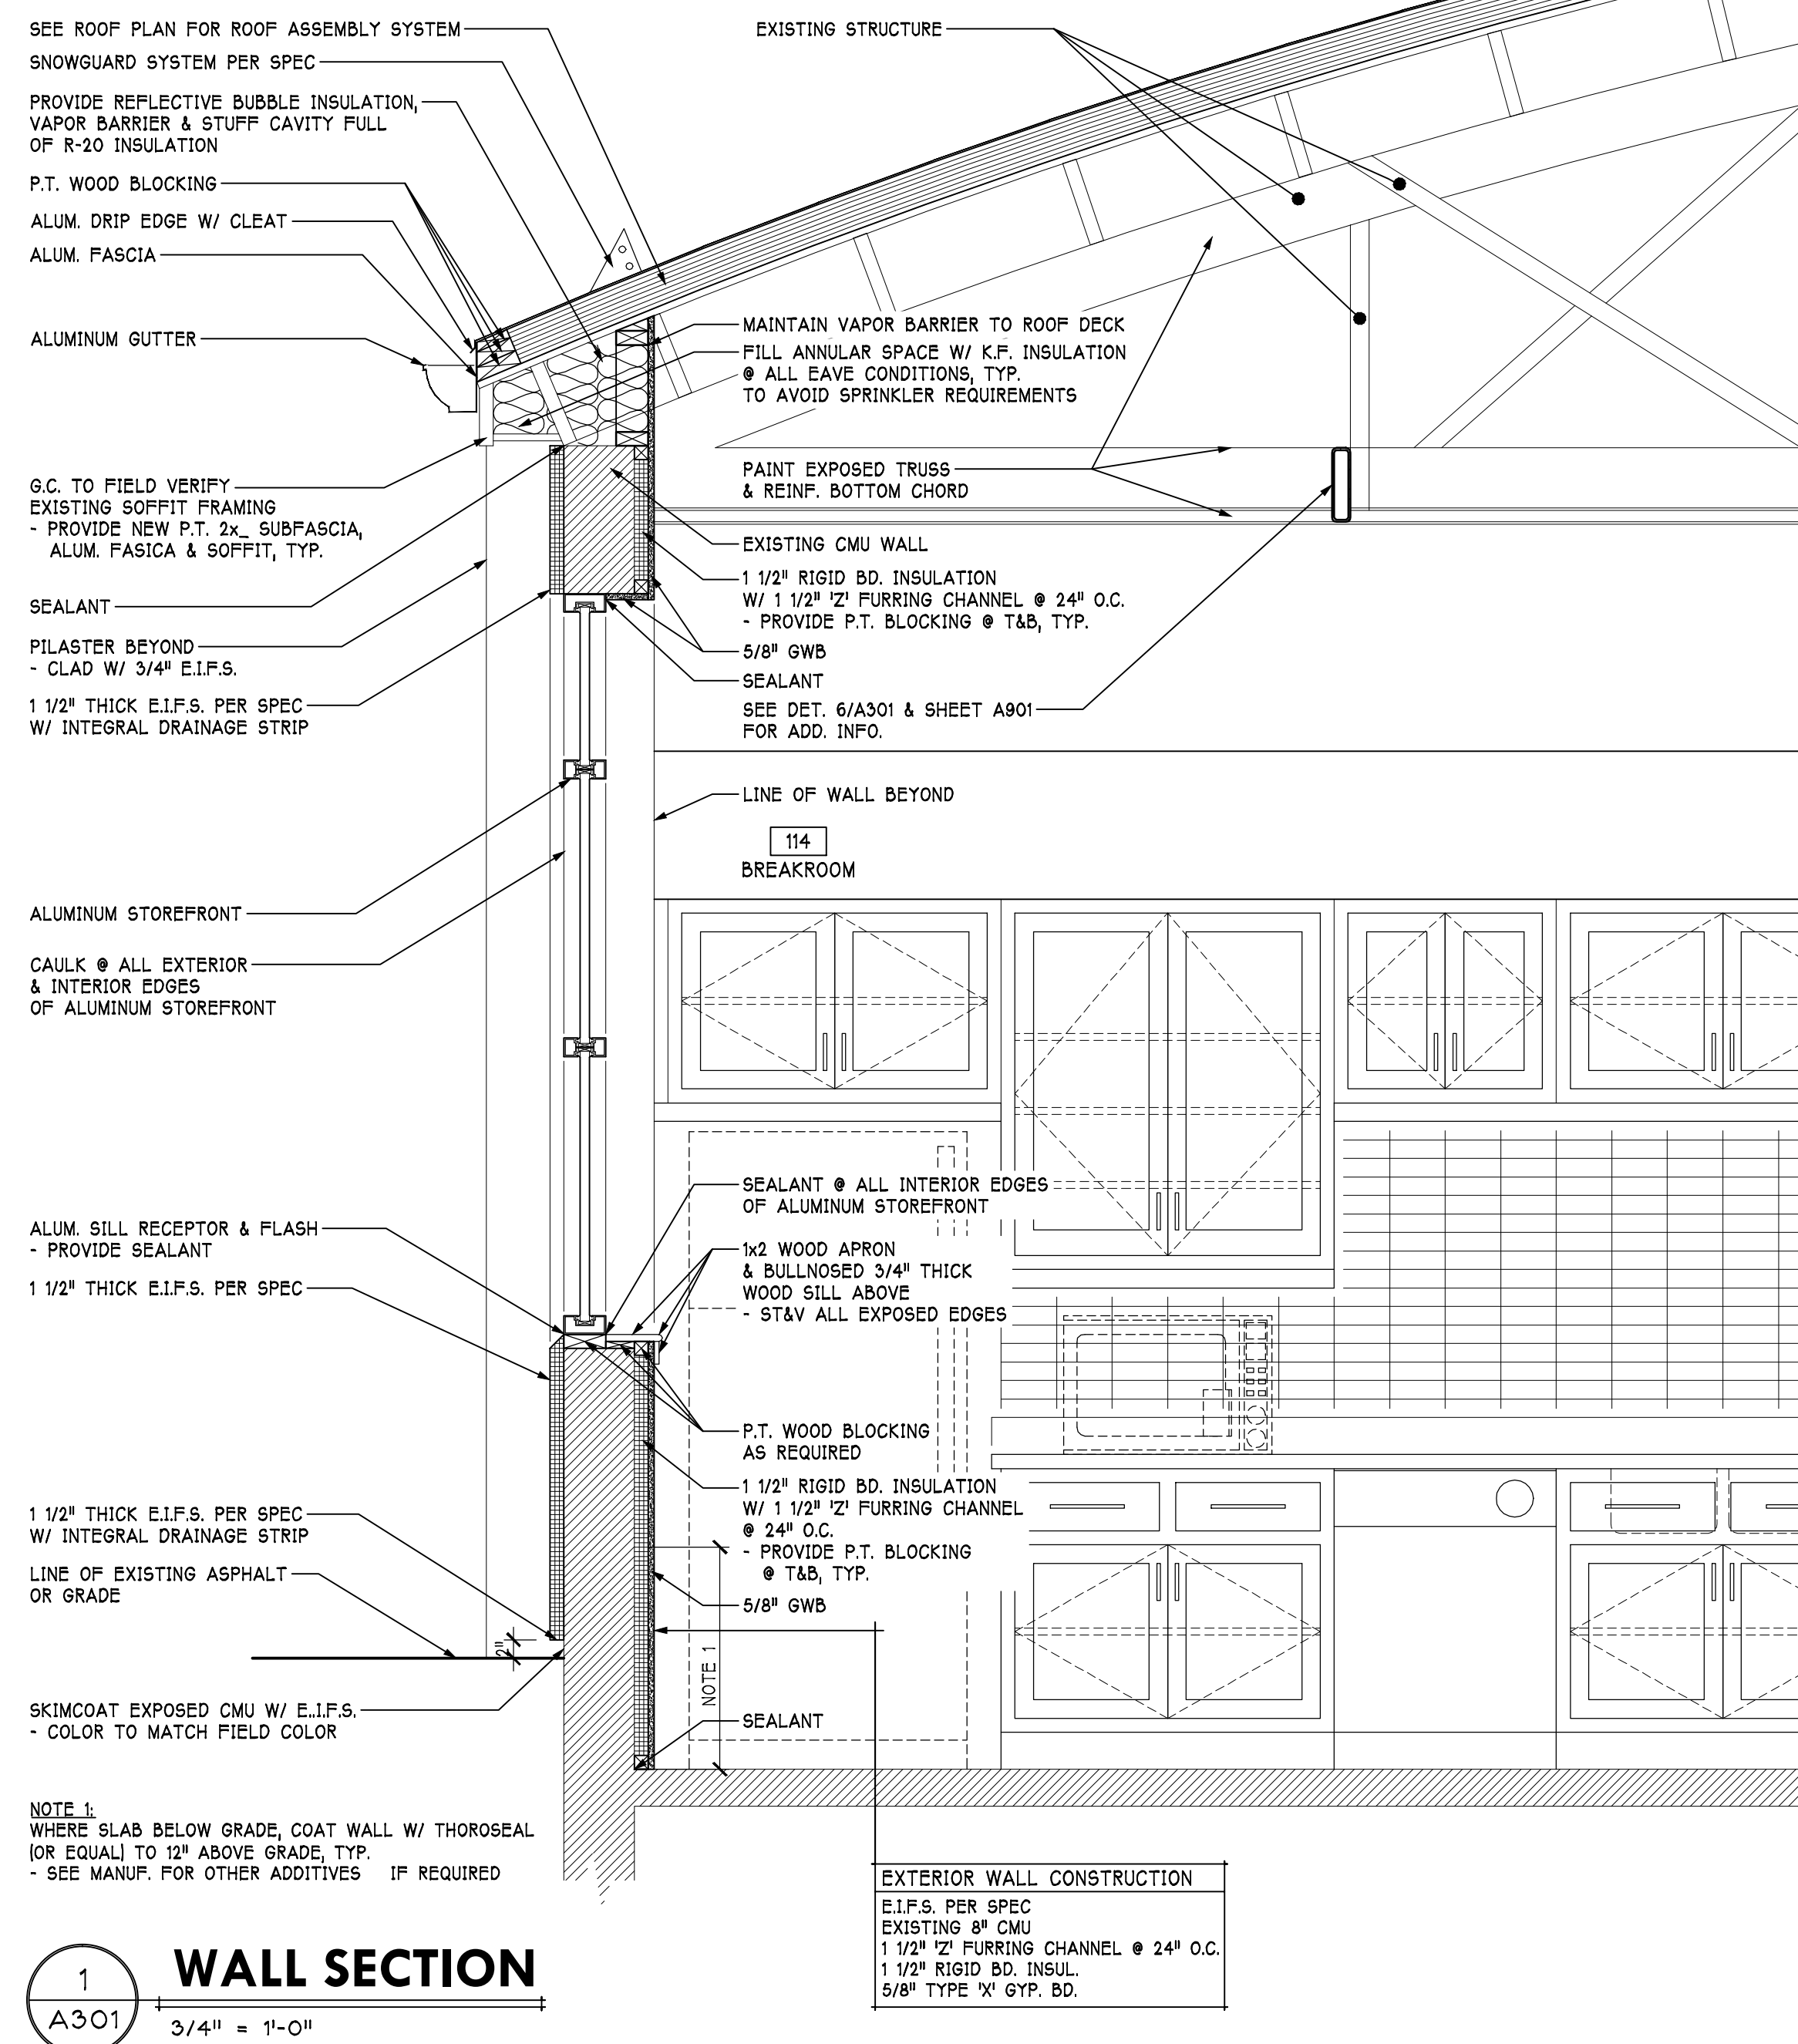 SEE ROOF PLAN FOR ROOF ASSEMBLY SYSTEM
SNOWGUARD SYSTEM PER SPEC
PROVIDE REFLECTIVE BUBBLE INSULATION,
VAPOR BARRIER & STUFF CAVITY FULL
OF R-20 INSULATION
P.T. WOOD BLOCKING
ALUM. DRIP EDGE W/ CLEAT
ALUM. FASCIA
ALUMINUM GUTTER
G.C. TO FIELD VERIFY
EXISTING SOFFIT FRAMING
- PROVIDE NEW P.T. 2x_ SUBFASCIA,
ALUM. FASICA & SOFFIT, TYP.
SEALANT
PILASTER BEYOND
- CLAD W/ 3/4" E.I.F.S.
1 1/2" THICK E.I.F.S. PER SPEC
W/ INTEGRAL DRAINAGE STRIP
ALUMINUM STOREFRONT
CAULK @ ALL EXTERIOR
& INTERIOR EDGES
OF ALUMINUM STOREFRONT
ALUM. SILL RECEPTOR & FLASH
- PROVIDE SEALANT
1 1/2" THICK E.I.F.S. PER SPEC
1 1/2" THICK E.I.F.S. PER SPEC
W/ INTEGRAL DRAINAGE STRIP
LINE OF EXISTING ASPHALT
OR GRADE
2"
SKIMCOAT EXPOSED CMU W/ E..I.F.S.
- COLOR TO MATCH FIELD COLOR
NOTE 1:
WHERE SLAB BELOW GRADE, COAT WALL W/ THOROSEAL
(OR EQUAL) TO 12" ABOVE GRADE, TYP.
- SEE MANUF. FOR OTHER ADDITIVES IF REQUIRED
EXISTING STRUCTURE
MAINTAIN VAPOR BARRIER TO ROOF DECK
FILL ANNULAR SPACE W/ K.F. INSULATION
@ ALL EAVE CONDITIONS, TYP.
TO AVOID SPRINKLER REQUIREMENTS
PAINT EXPOSED TRUSS
& REINF. BOTTOM CHORD
EXISTING CMU WALL
1 1/2" RIGID BD. INSULATION
W/ 1 1/2" 'Z' FURRING CHANNEL @ 24" O.C.
- PROVIDE P.T. BLOCKING @ T&B, TYP.
5/8" GWB
SEALANT
SEE DET. 6/A301 & SHEET A901
FOR ADD. INFO.
LINE OF WALL BEYOND
114
BREAKROOM
SEALANT @ ALL INTERIOR EDGES
OF ALUMINUM STOREFRONT
1x2 WOOD APRON
& BULLNOSED 3/4" THICK
WOOD SILL ABOVE
- ST&V ALL EXPOSED EDGES
P.T. WOOD BLOCKING
AS REQUIRED
1 1/2" RIGID BD. INSULATION
W/ 1 1/2" 'Z' FURRING CHANNEL
@ 24" O.C.
- PROVIDE P.T. BLOCKING
@ T&B, TYP.
5/8" GWB
NOTE 1
SEALANT
EXTERIOR WALL CONSTRUCTION
E.I.F.S. PER SPEC
EXISTING 8" CMU
1 1/2" 'Z' FURRING CHANNEL @ 24" O.C.
1 1/2" RIGID BD. INSUL.
5/8" TYPE 'X' GYP. BD.
1
A301
WALL SECTION
3/4" = 1'-0"